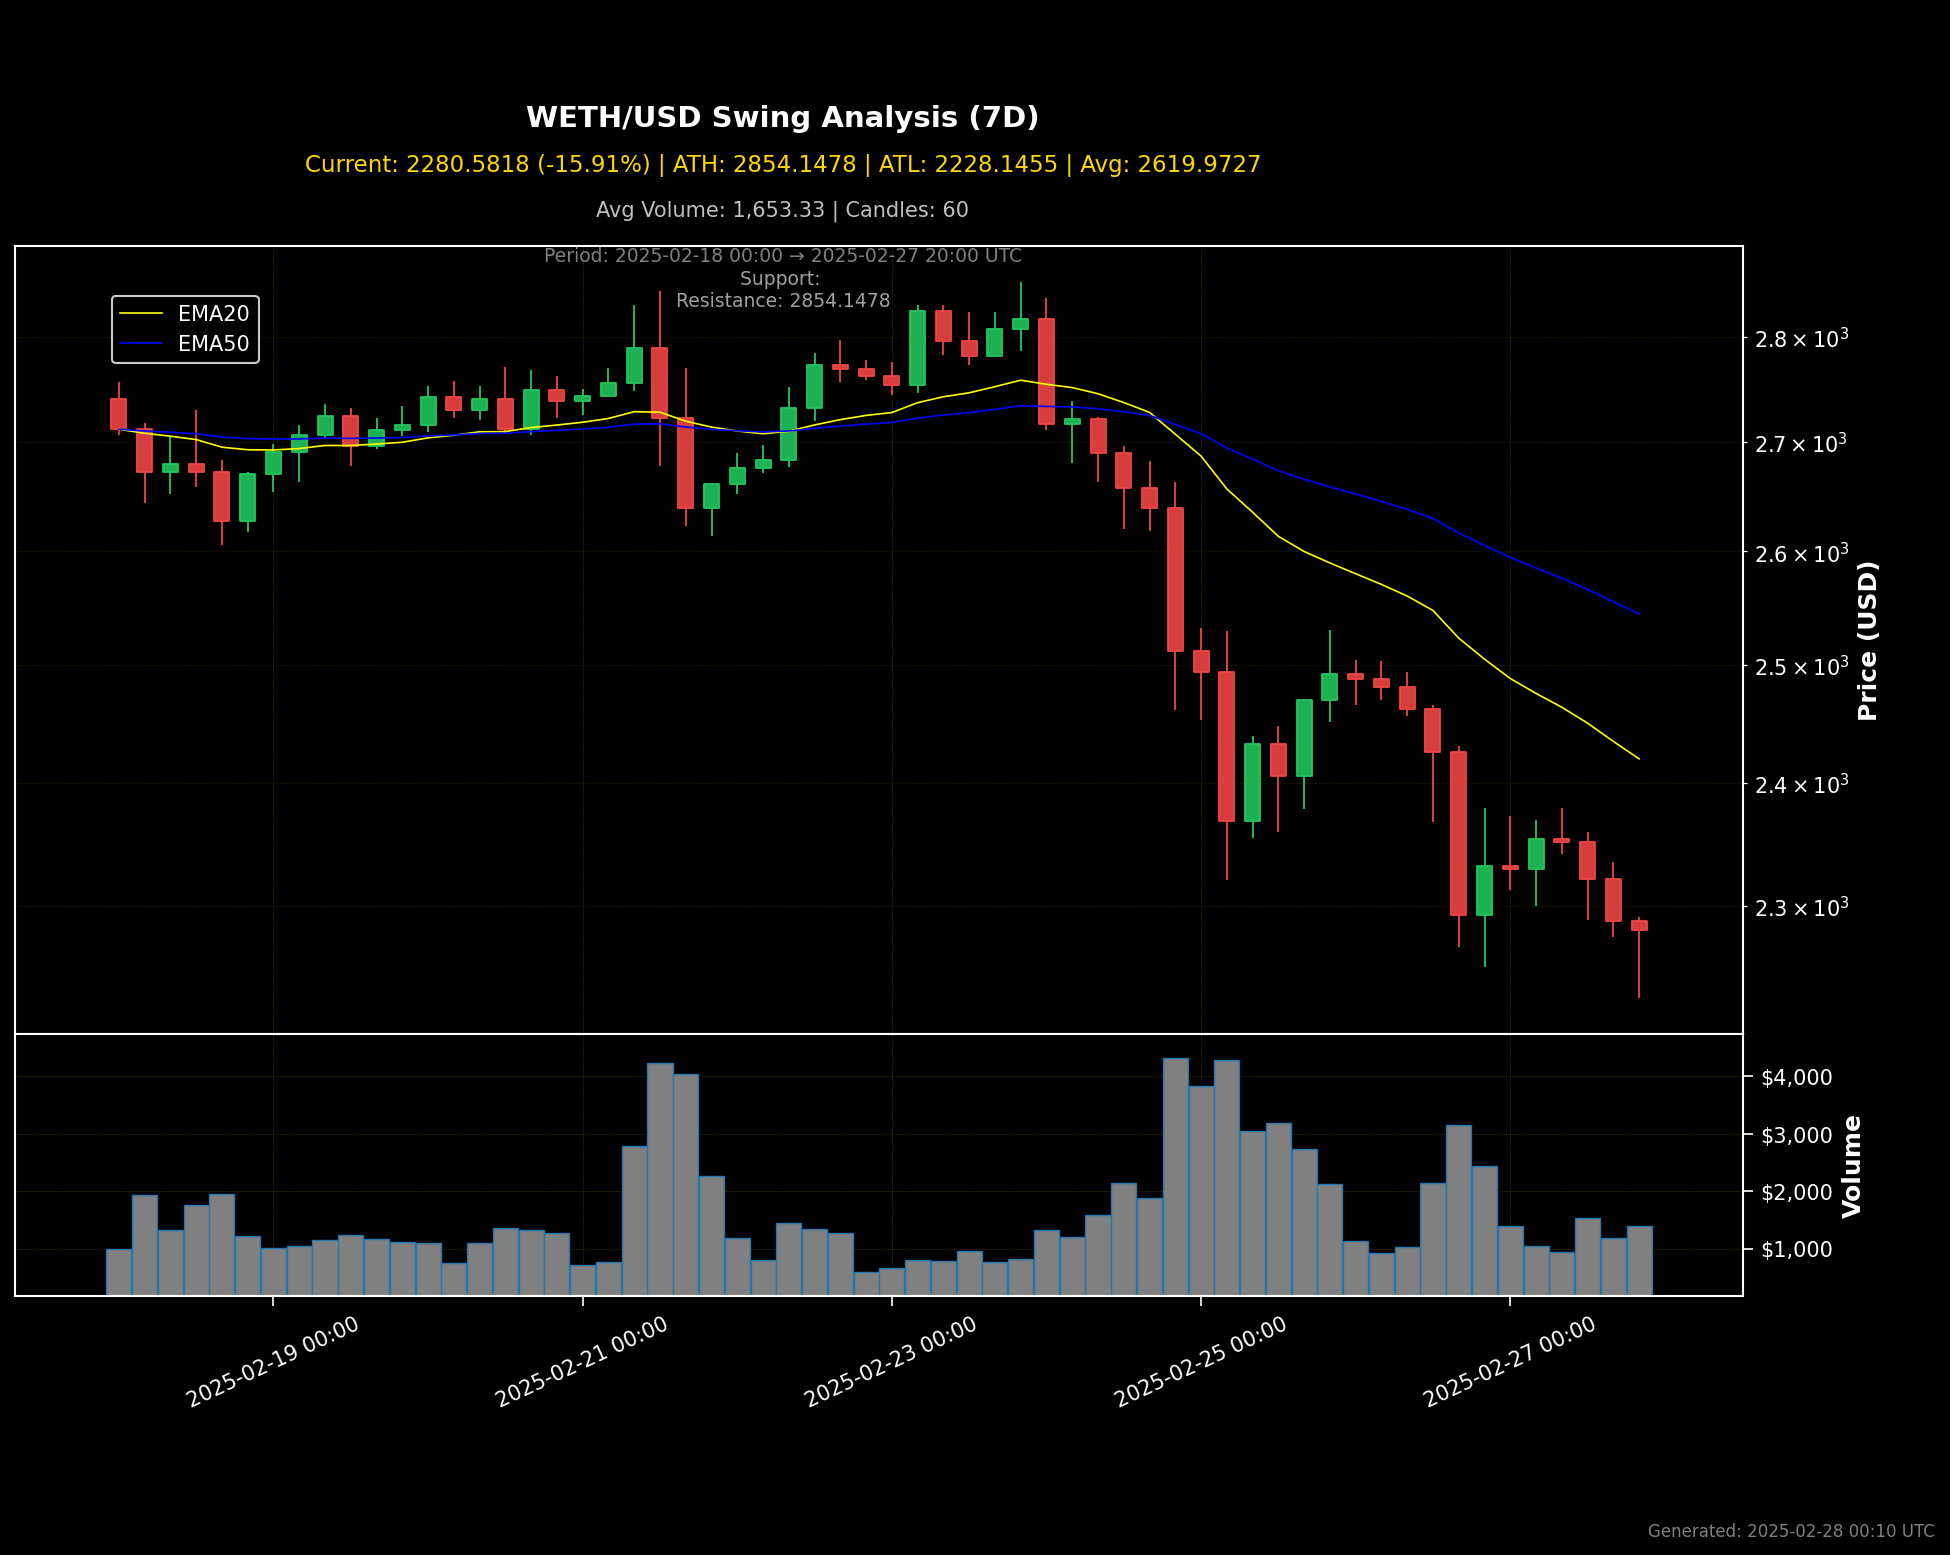 WETH/USD Swing Analysis (7D)
Current: 2280.5818 (-15.91%) | ATH: 2854.1478 | ATL: 2228.1455 | Avg: 2619.9727
Avg Volume: 1,653.33 | Candles: 60
Period: 2025-02-18 00:00 → 2025-02-27 20:00 UTC
Support:
Resistance: 2854.1478
EMA20
EMA50
2.8 × 10³
2.7 × 10³
2.6 × 10³
2.5 × 10³
2.4 × 10³
2.3 × 10³
Price (USD)
$4,000
$3,000
$2,000
$1,000
Volume
2025-02-19 00:00
2025-02-21 00:00
2025-02-23 00:00
2025-02-25 00:00
2025-02-27 00:00
Generated: 2025-02-28 00:10 UTC